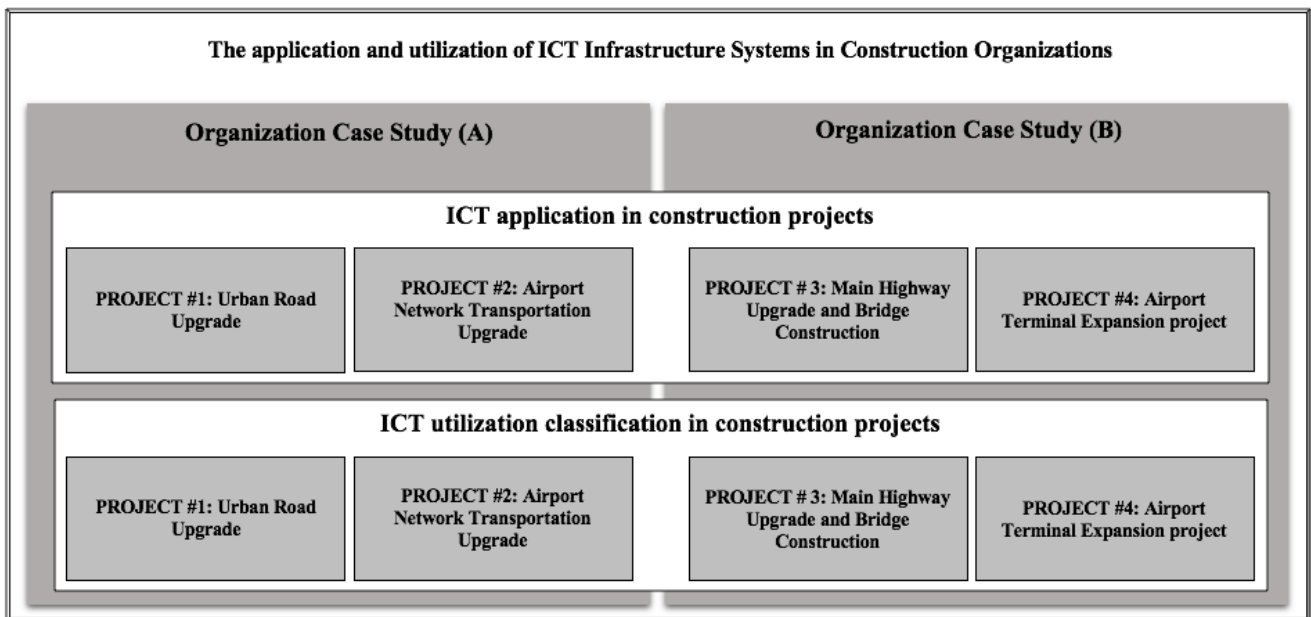 The application and utilization of ICT Infrastructure Systems in Construction Organizations
Organization Case Study (A)
Organization Case Study (B)
ICT application in construction projects
PROJECT #1: Urban Road
Upgrade
PROJECT #2: Airport
Network Transportation
Upgrade
PROJECT # 3: Main Highway
Upgrade and Bridge
Construction
PROJECT #4: Airport
Terminal Expansion project
ICT utilization classification in construction projects
PROJECT #1: Urban Road
Upgrade
PROJECT #2: Airport
Network Transportation
Upgrade
PROJECT # 3: Main Highway
Upgrade and Bridge
Construction
PROJECT #4: Airport
Terminal Expansion project